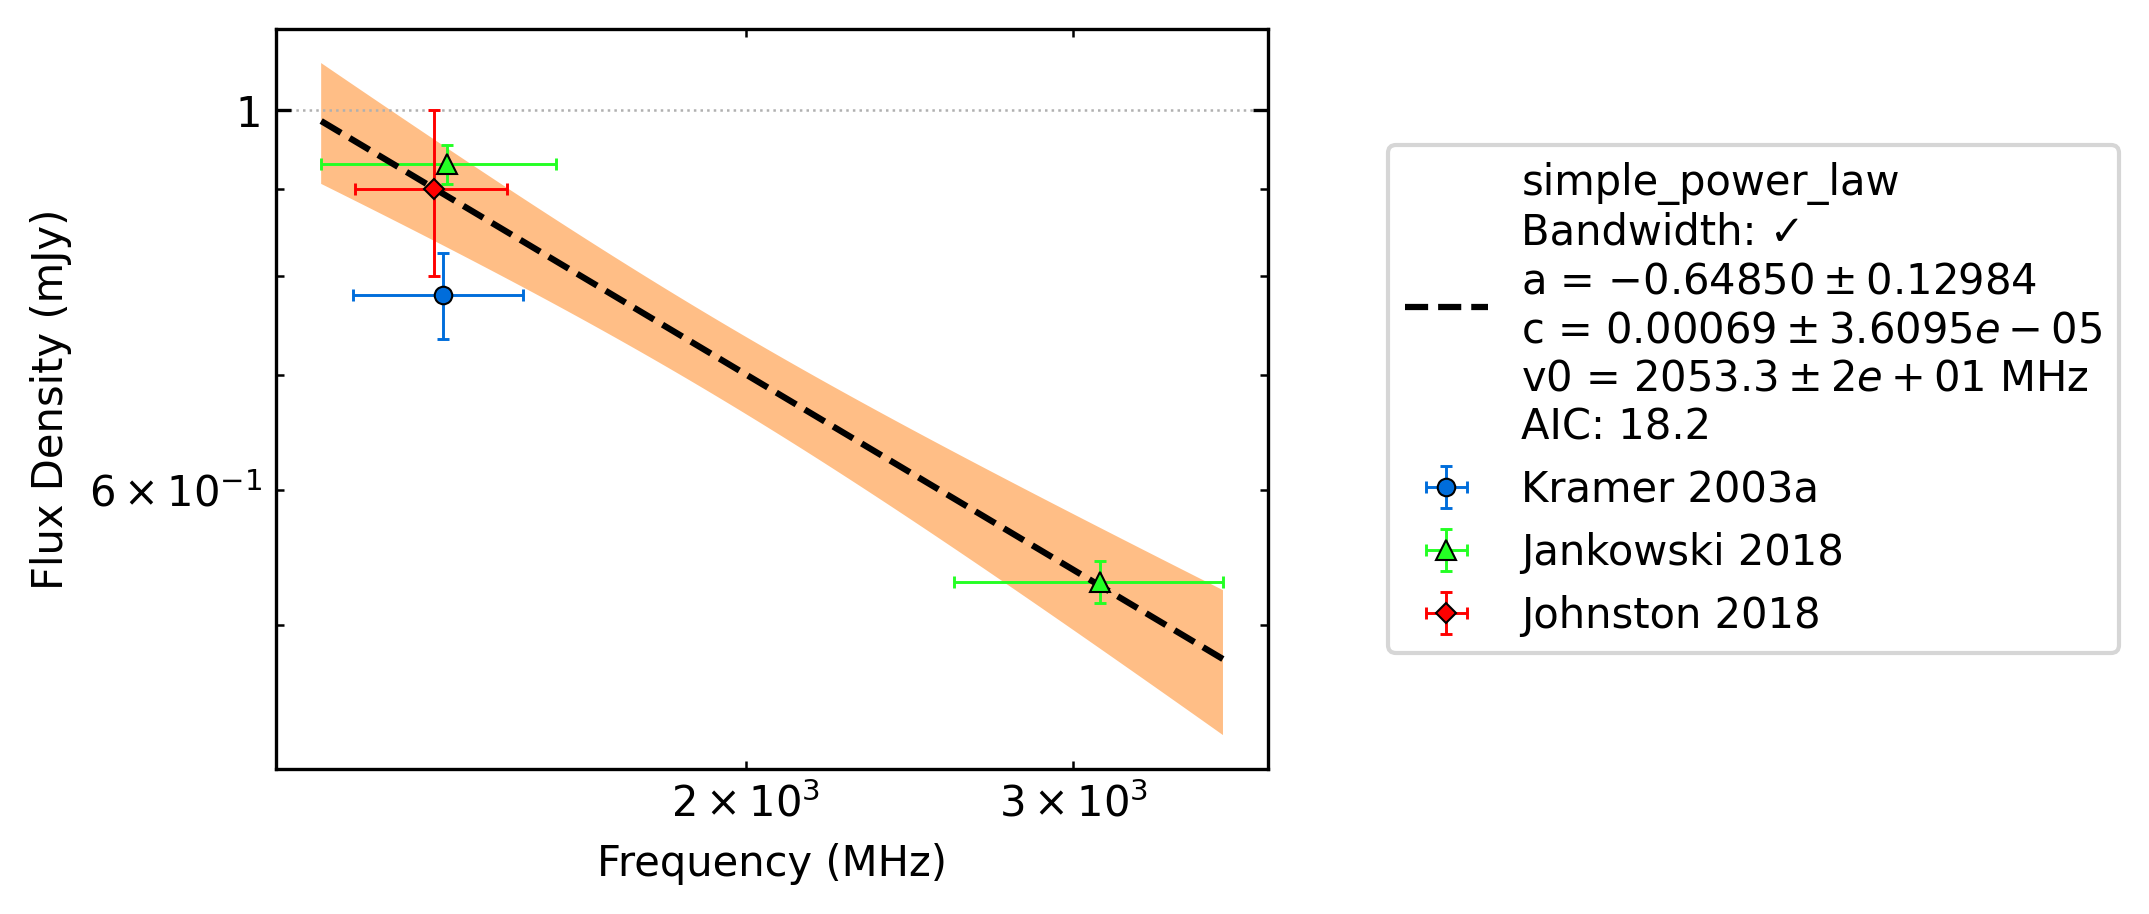 1
6 × 10⁻¹
Flux Density (mJy)
2 × 10³
3 × 10³
Frequency (MHz)
simple_power_law
Bandwidth: ✓
a = −0.64850 ± 0.12984
c = 0.00069 ± 3.6095e − 05
v0 = 2053.3 ± 2e + 01 MHz
AIC: 18.2
Kramer 2003a
Jankowski 2018
Johnston 2018